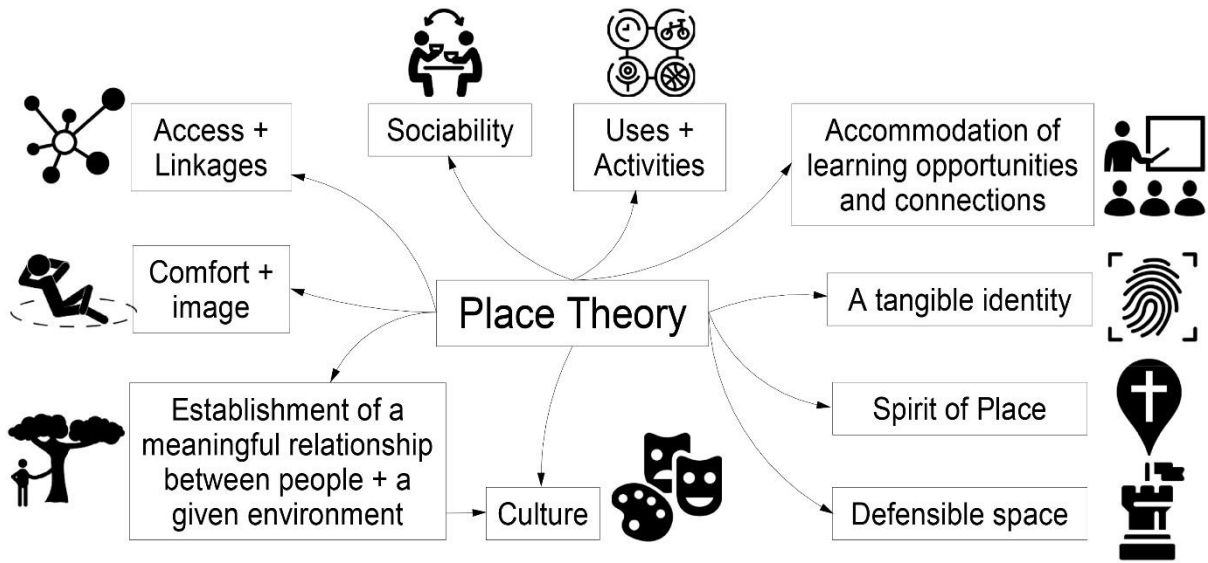 Access +
Linkages
Sociability
Uses +
Activities
Accommodation of
learning opportunities
and connections
Comfort +
image
Place Theory
A tangible identity
Establishment of a
meaningful relationship
between people + a
given environment
Culture
Spirit of Place
Defensible space